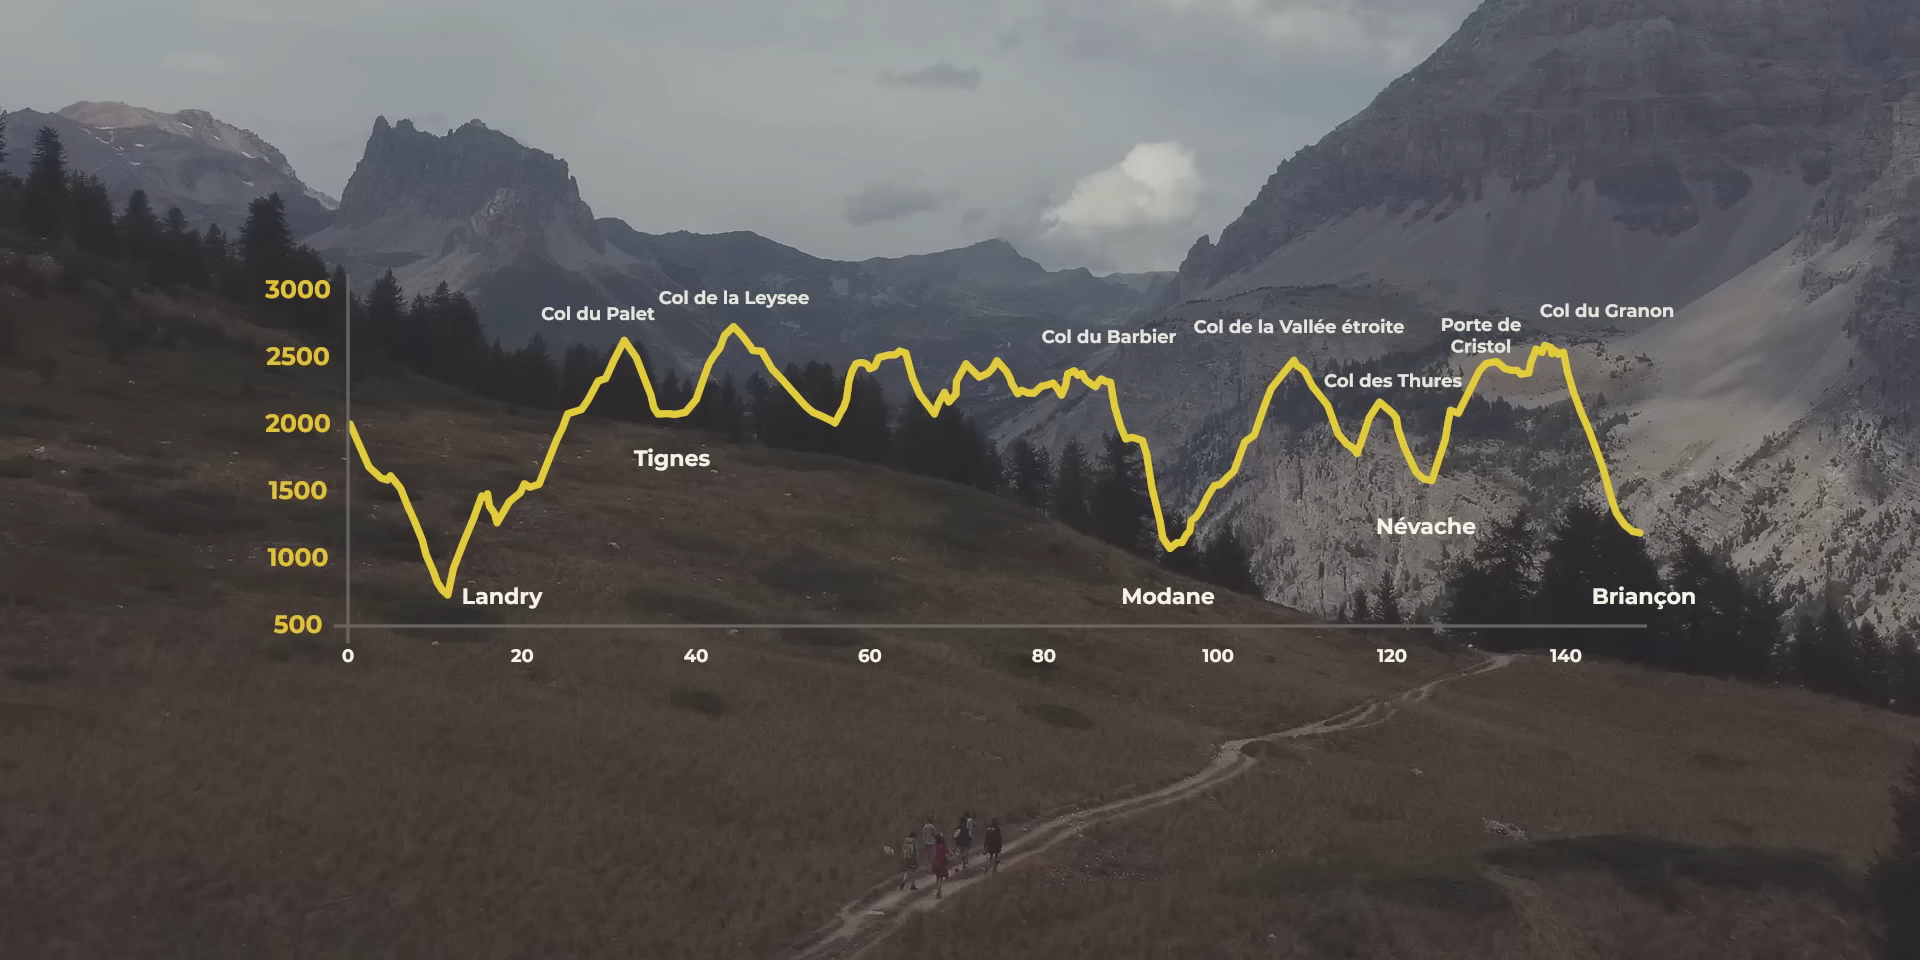 3000
2500
2000
1500
1000
500
Col du Palet
Col de la Leysee
Col du Barbier
Col de la Vallée étroite
Col des Thures
Porte de
Cristol
Col du Granon
Tignes
Névache
Landry
Modane
Briançon
0 20 40 60 80 100 120 140